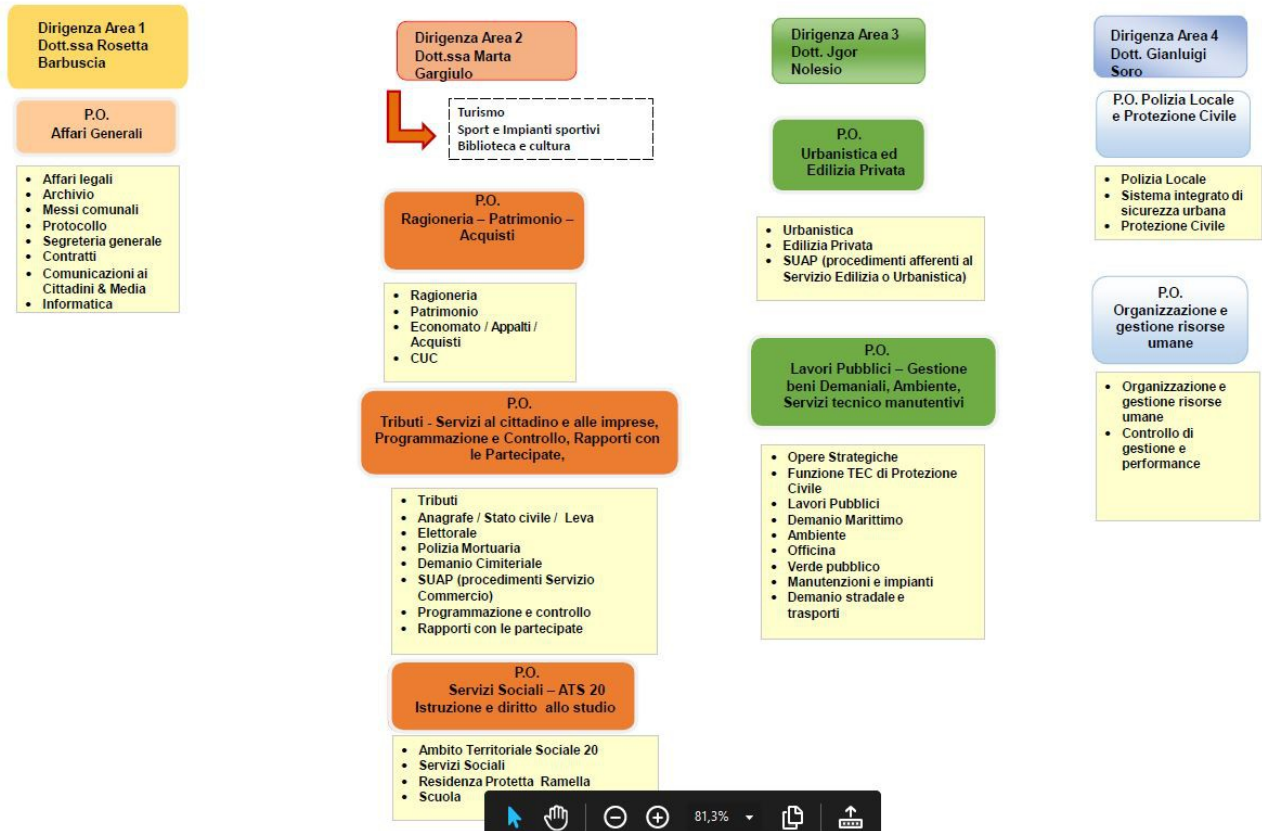 Dirigenza Area 1
Dott.ssa Rosetta
Barbuscia
P.O.
Affari Generali
• Affari legali
• Archivio
• Messi comunali
• Protocollo
• Segreteria generale
• Contratti
• Comunicazioni ai
Cittadini & Media
• Informatica
Dirigenza Area 2
Dott.ssa Marta
Gargiulo
Turismo
Sport e Impianti sportivi
Biblioteca e cultura
P.O.
Ragioneria – Patrimonio –
Acquisti
• Ragioneria
• Patrimonio
• Economato / Appalti /
Acquisti
• CUC
P.O.
Tributi - Servizi al cittadino e alle imprese,
Programmazione e Controllo, Rapporti con
le Partecipate,
• Tributi
• Anagrafe / Stato civile / Leva
• Elettorale
• Polizia Mortuaria
• Demanio Cimiteriale
• SUAP (procedimenti Servizio
Commercio)
• Programmazione e controllo
• Rapporti con le partecipate
P.O.
Servizi Sociali – ATS 20
Istruzione e diritto allo studio
• Ambito Territoriale Sociale 20
• Servizi Sociali
• Residenza Protetta Ramella
• Scuola
Dirigenza Area 3
Dott. Jgor
Nolesio
P.O.
Urbanistica ed
Edilizia Privata
• Urbanistica
• Edilizia Privata
• SUAP (procedimenti afferenti al
Servizio Edilizia o Urbanistica)
P.O.
Lavori Pubblici – Gestione
beni Demaniali, Ambiente,
Servizi tecnico manutentivi
• Opere Strategiche
• Funzione TEC di Protezione
Civile
• Lavori Pubblici
• Demanio Marittimo
• Ambiente
• Officina
• Verde pubblico
• Manutenzioni e impianti
• Demanio stradale e
trasporti
Dirigenza Area 4
Dott. Gianluigi
Soro
P.O. Polizia Locale
e Protezione Civile
• Polizia Locale
• Sistema integrato di
sicurezza urbana
• Protezione Civile
P.O.
Organizzazione e
gestione risorse
umane
• Organizzazione e
gestione risorse
umane
• Controllo di
gestione e
performance
81,3%